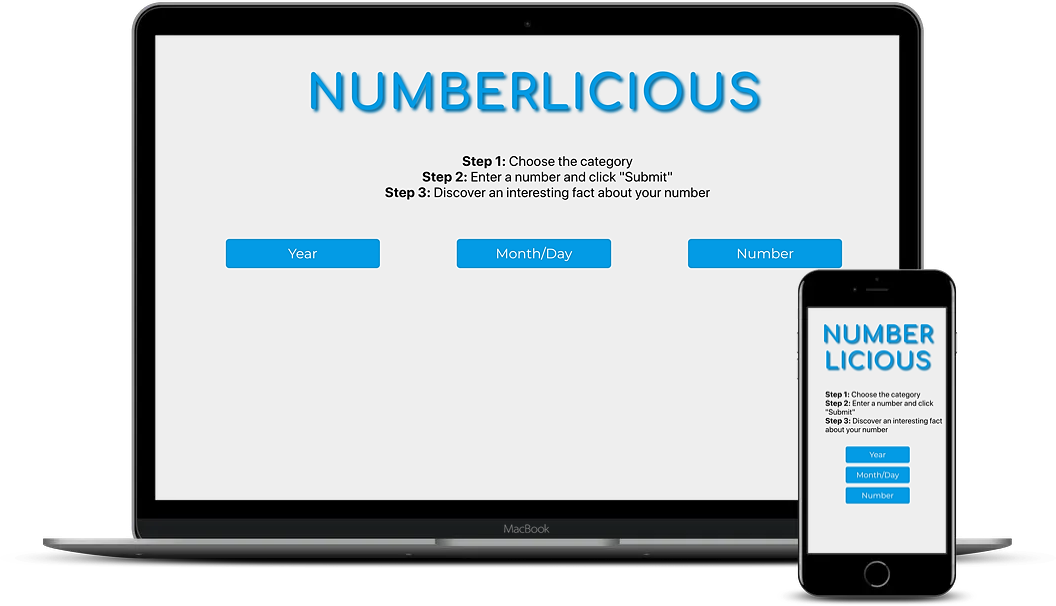 NUMBERLICIOUS
Step 1: Choose the category
Step 2: Enter a number and click "Submit"
Step 3: Discover an interesting fact about your number
Year
Month/Day
Number
MacBook
NUMBER
LICIOUS
Step 1: Choose the category
Step 2: Enter a number and click
"Submit"
Step 3: Discover an interesting fact
about your number
Year
Month/Day
Number